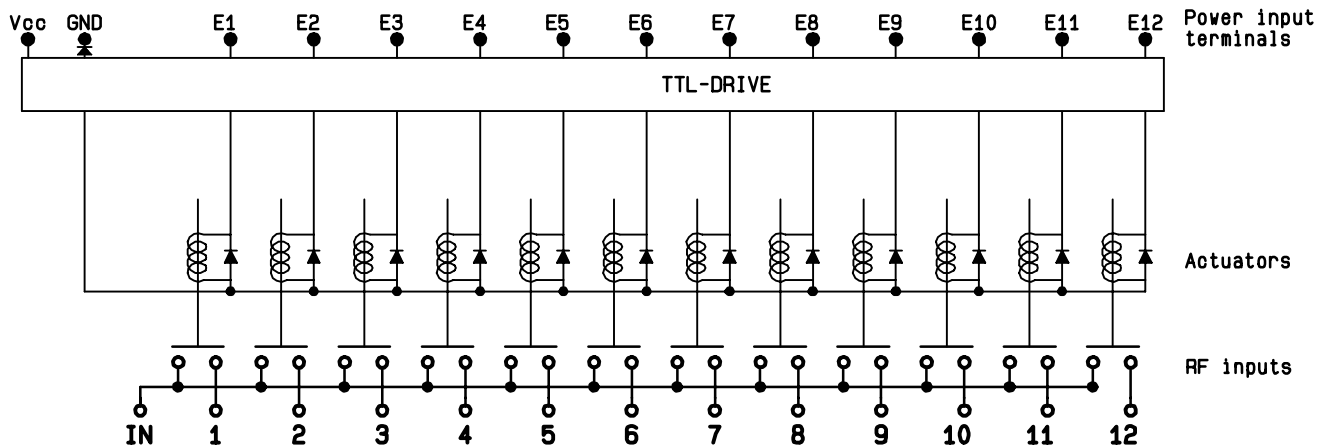 Vcc GND E1 E2 E3 E4 E5 E6 E7 E8 E9 E10 E11 E12 Power input
terminals
TTL-DRIVE
Actuators
RF inputs
IN 1 2 3 4 5 6 7 8 9 10 11 12